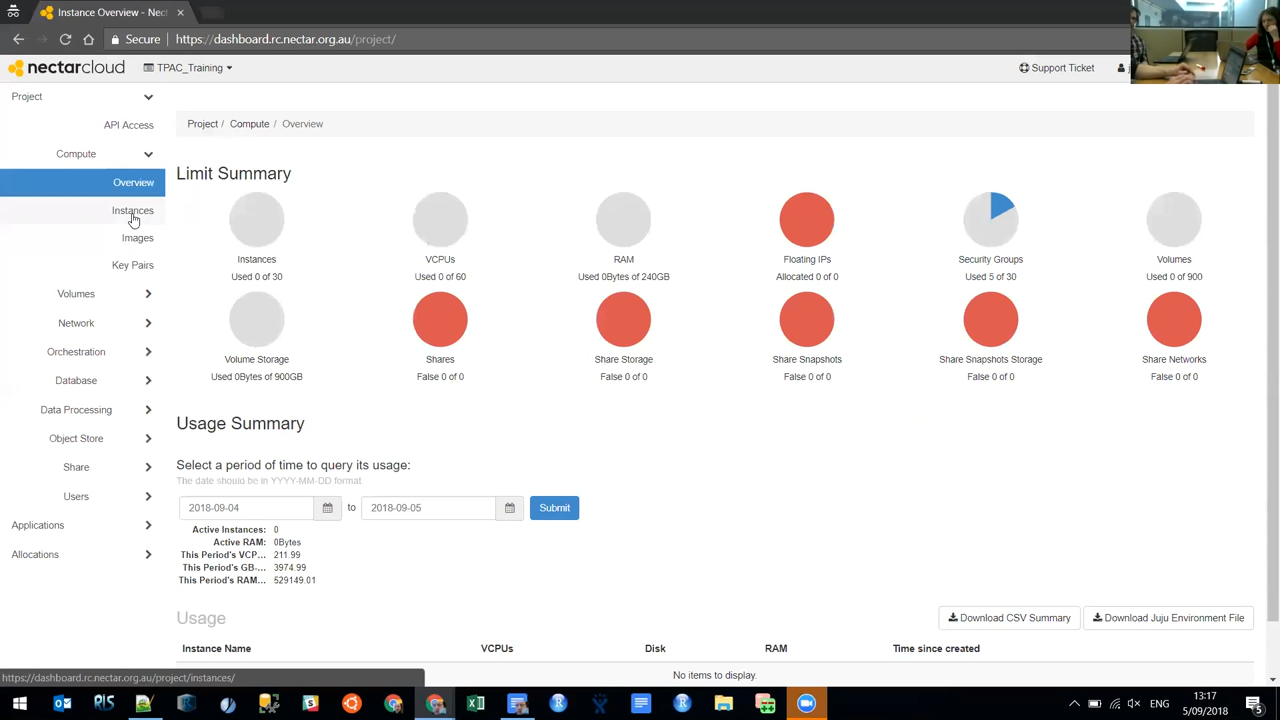 Instance Overview - Nect
Secure
https://dashboard.rc.nectar.org.au/project/
nectarcloud
TPAC_Training
Support Ticket
Project
API Access
Compute
Overview
Instances
Images
Key Pairs
Volumes
Network
Orchestration
Database
Data Processing
Object Store
Share
Users
Applications
Allocations
Project / Compute / Overview
Limit Summary
Instances
Used 0 of 30
VCPUs
Used 0 of 60
RAM
Used 0Bytes of 240GB
Floating IPs
Allocated 0 of 0
Security Groups
Used 5 of 30
Volumes
Used 0 of 900
Volume Storage
Used 0Bytes of 900GB
Shares
False 0 of 0
Share Storage
False 0 of 0
Share Snapshots
False 0 of 0
Share Snapshots Storage
False 0 of 0
Share Networks
False 0 of 0
Usage Summary
Select a period of time to query its usage:
The date should be in YYYY-MM-DD format
2018-09-04 to 2018-09-05 Submit
Active Instances: 0
Active RAM: 0Bytes
This Period's VCP... 211.99
This Period's GB-... 3974.99
This Period's RAM... 529149.01
Usage
Download CSV Summary
Download Juju Environment File
Instance Name VCPUs Disk RAM Time since created
No items to display.
https://dashboard.rc.nectar.org.au/project/instances/
ENG
13:17
5/09/2018
5